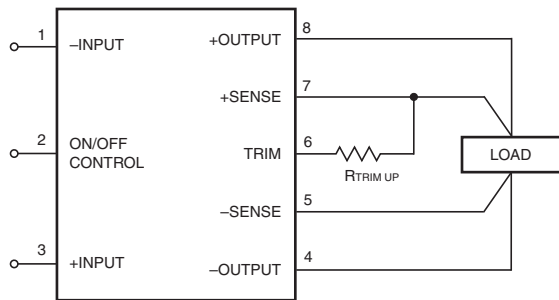 1 –INPUT +OUTPUT 8
+SENSE 7
2 ON/OFF
CONTROL
TRIM 6
RTRIM UP
LOAD
–SENSE 5
3 +INPUT –OUTPUT 4